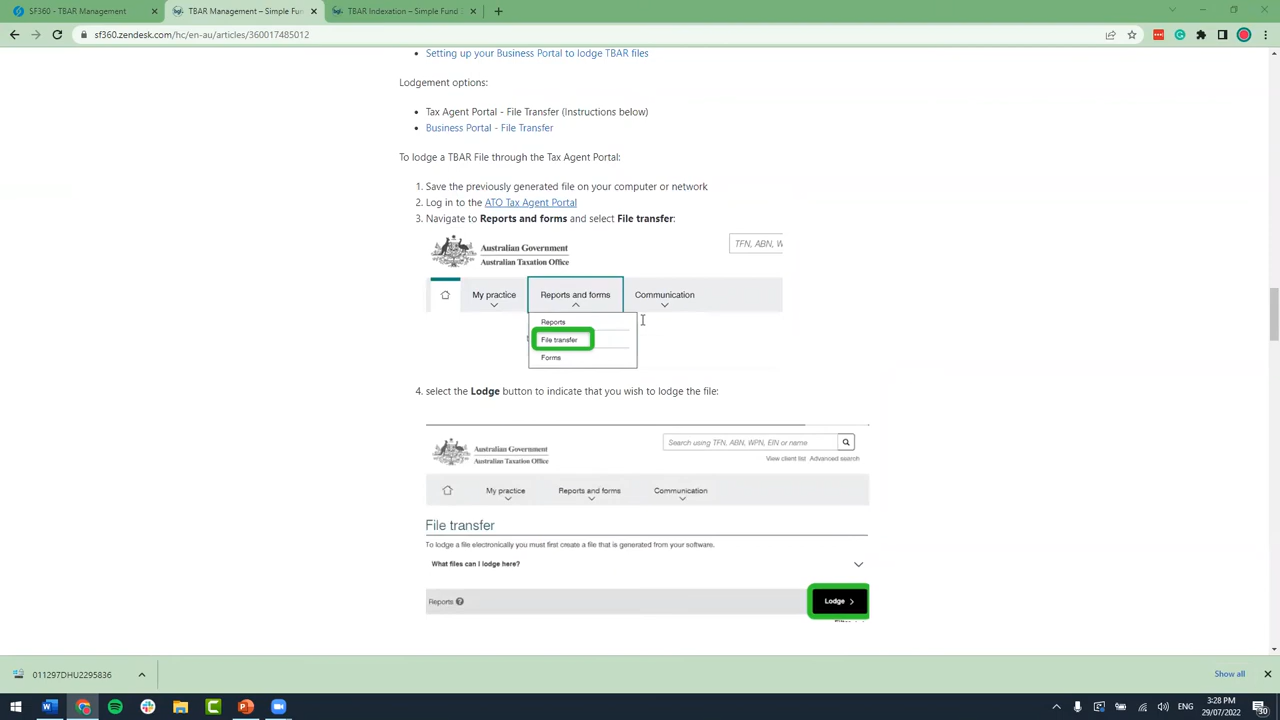 SF360 - TBAR Management
TBAR Management - Simple Fund
TBAR Indexation - Simple Fund 3
sf360.zendesk.com/hc/en-au/articles/360017485012
Setting up your Business Portal to lodge TBAR files
Lodgement options:
Tax Agent Portal - File Transfer (Instructions below)
Business Portal - File Transfer
To lodge a TBAR File through the Tax Agent Portal:
1. Save the previously generated file on your computer or network
2. Log in to the ATO Tax Agent Portal
3. Navigate to Reports and forms and select File transfer:
Australian Government
Australian Taxation Office
TFN, ABN, W
My practice
Reports and forms
Communication
Reports
File transfer
Forms
4. select the Lodge button to indicate that you wish to lodge the file:
Australian Government
Australian Taxation Office
Search using TFN, ABN, WPN, EIN or name
View client list Advanced search
My practice
Reports and forms
Communication
File transfer
To lodge a file electronically you must first create a file that is generated from your software.
What files can I lodge here?
Reports
Lodge
011297DHU2295836
Show all
ENG
3:28 PM
29/07/2022